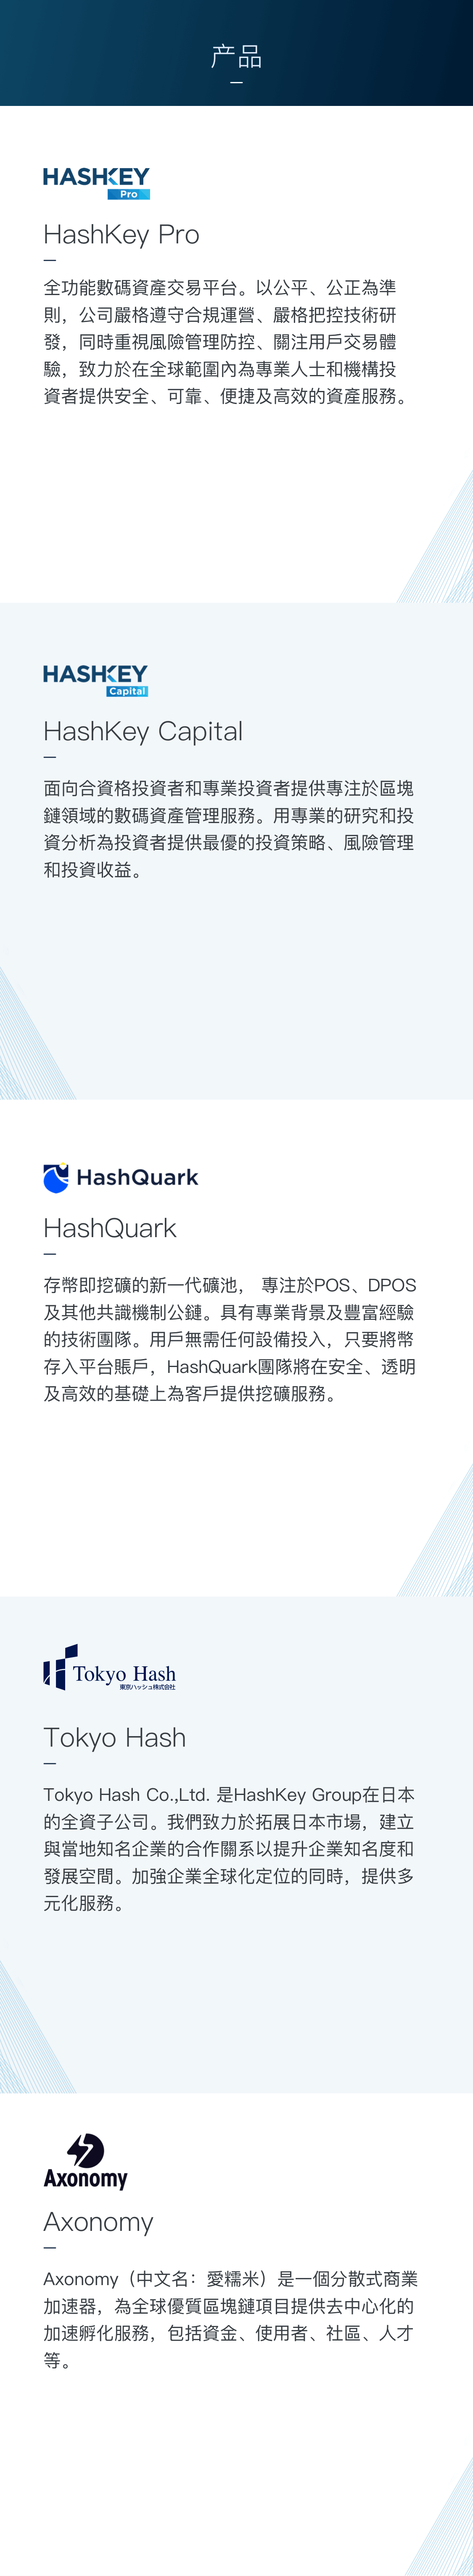 产品
HASHKEY
Pro
HashKey Pro
全功能數碼資產交易平台。以公平、公正為準
則，公司嚴格遵守合規運營、嚴格把控技術研
發，同時重視風險管理防控、關注用戶交易體
驗，致力於在全球範圍內為專業人士和機構投
資者提供安全、可靠、便捷及高效的資產服務。
HASHKEY
Capital
HashKey Capital
面向合資格投資者和專業投資者提供專注於區塊
鏈領域的數碼資產管理服務。用專業的研究和投
資分析為投資者提供最優的投資策略、風險管理
和投資收益。
HashQuark
HashQuark
存幣即挖礦的新一代礦池， 專注於POS、DPOS
及其他共識機制公鏈。具有專業背景及豐富經驗
的技術團隊。用戶無需任何設備投入，只要將幣
存入平台賬戶，HashQuark團隊將在安全、透明
及高效的基礎上為客戶提供挖礦服務。
Tokyo Hash
東京ハッシュ株式会社
Tokyo Hash
Tokyo Hash Co.,Ltd. 是HashKey Group在日本
的全資子公司。我們致力於拓展日本市場，建立
與當地知名企業的合作關系以提升企業知名度和
發展空間。加強企業全球化定位的同時，提供多
元化服務。
Axonomy
Axonomy
Axonomy（中文名：愛糯米）是一個分散式商業
加速器，為全球優質區塊鏈項目提供去中心化的
加速孵化服務，包括資金、使用者、社區、人才
等。